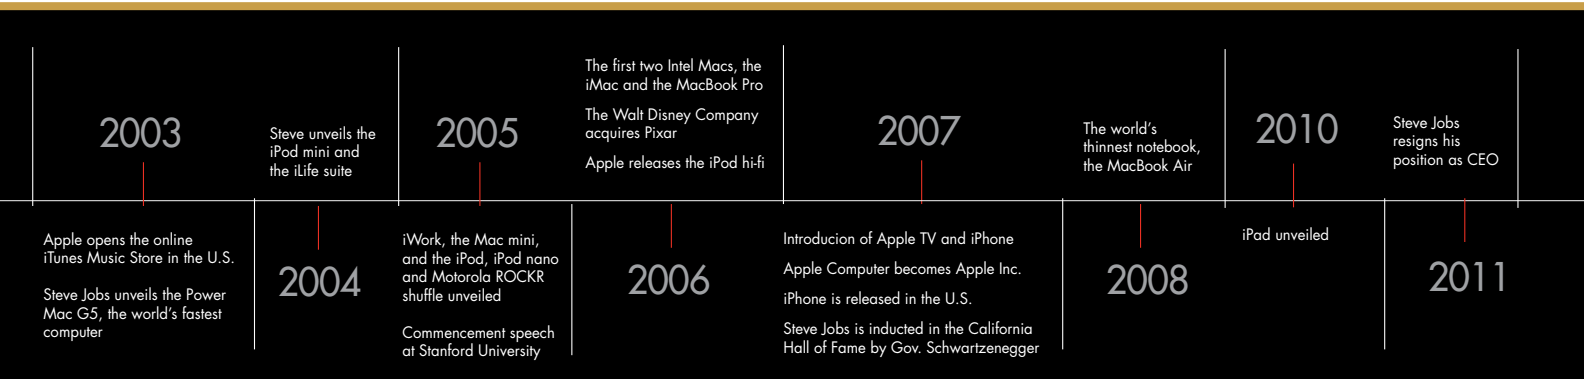 2003
Apple opens the online
iTunes Music Store in the U.S.
Steve Jobs unveils the Power
Mac G5, the world's fastest
computer
Steve unveils the
iPod mini and
the iLife suite
2004
2005
iWork, the Mac mini,
and the iPod, iPod nano
and Motorola ROCKR
shuffle unveiled
Commencement speech
at Stanford University
The first two Intel Macs, the
iMac and the MacBook Pro
The Walt Disney Company
acquires Pixar
Apple releases the iPod hi-fi
2006
2007
Introducion of Apple TV and iPhone
Apple Computer becomes Apple Inc.
iPhone is released in the U.S.
Steve Jobs is inducted in the California
Hall of Fame by Gov. Schwartzenegger
The world's
thinnest notebook,
the MacBook Air
2008
2010
iPad unveiled
Steve Jobs
resigns his
position as CEO
2011